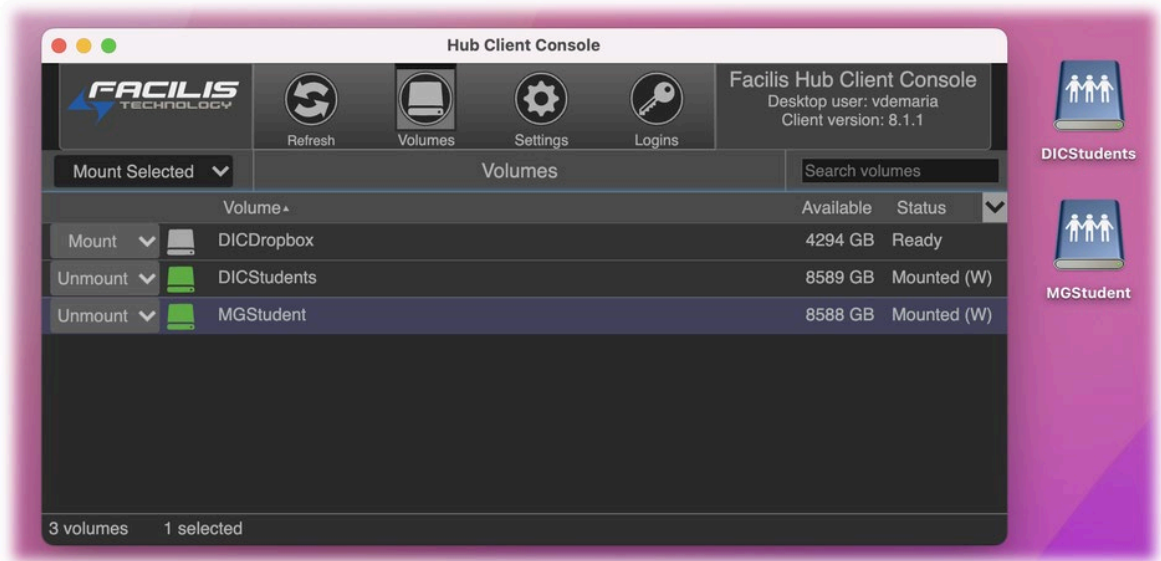 Hub Client Console
FACILIS
TECHNOLOGY
Refresh
Volumes
Settings
Logins
Facilis Hub Client Console
Desktop user: vdemaria
Client version: 8.1.1
Mount Selected
Volumes
Search volumes
Volume Available Status
Mount DICDropbox 4294 GB Ready
Unmount DICStudents 8589 GB Mounted (W)
Unmount MGStudent 8588 GB Mounted (W)
3 volumes 1 selected
DICStudents
MGStudent